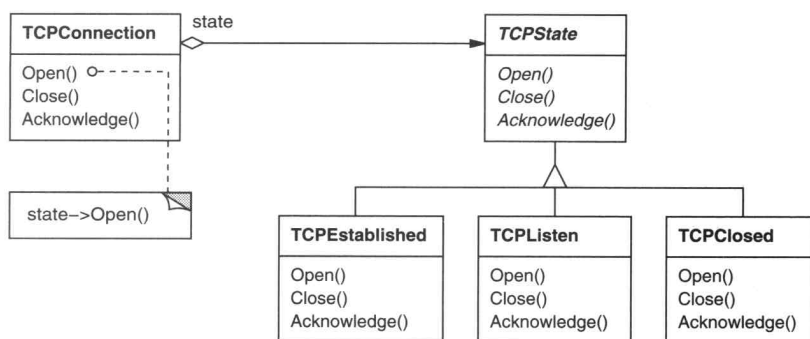 state
TCPConnection
Open()
Close()
Acknowledge()
state->Open()
TCPState
Open()
Close()
Acknowledge()
TCPEstablished
Open()
Close()
Acknowledge()
TCPListen
Open()
Close()
Acknowledge()
TCPClosed
Open()
Close()
Acknowledge()